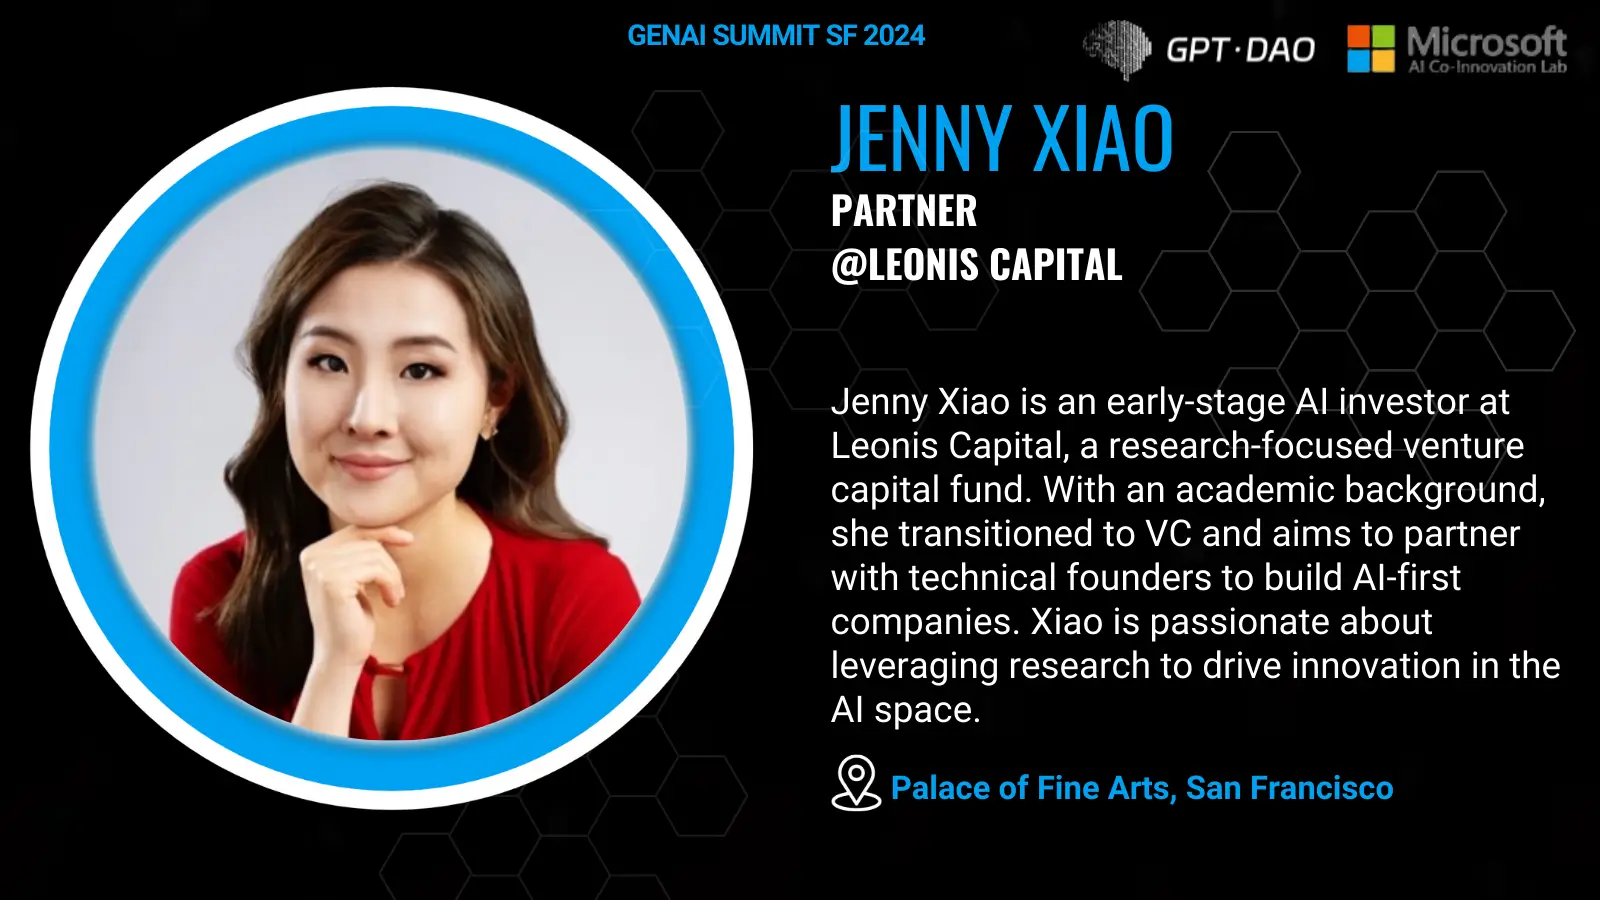 GENAI SUMMIT SF 2024
GPT·DAO
Microsoft
AI Co-Innovation Lab
JENNY XIAO
PARTNER
@LEONIS CAPITAL
Jenny Xiao is an early-stage AI investor at
Leonis Capital, a research-focused venture
capital fund. With an academic background,
she transitioned to VC and aims to partner
with technical founders to build AI-first
companies. Xiao is passionate about
leveraging research to drive innovation in the
AI space.
Palace of Fine Arts, San Francisco